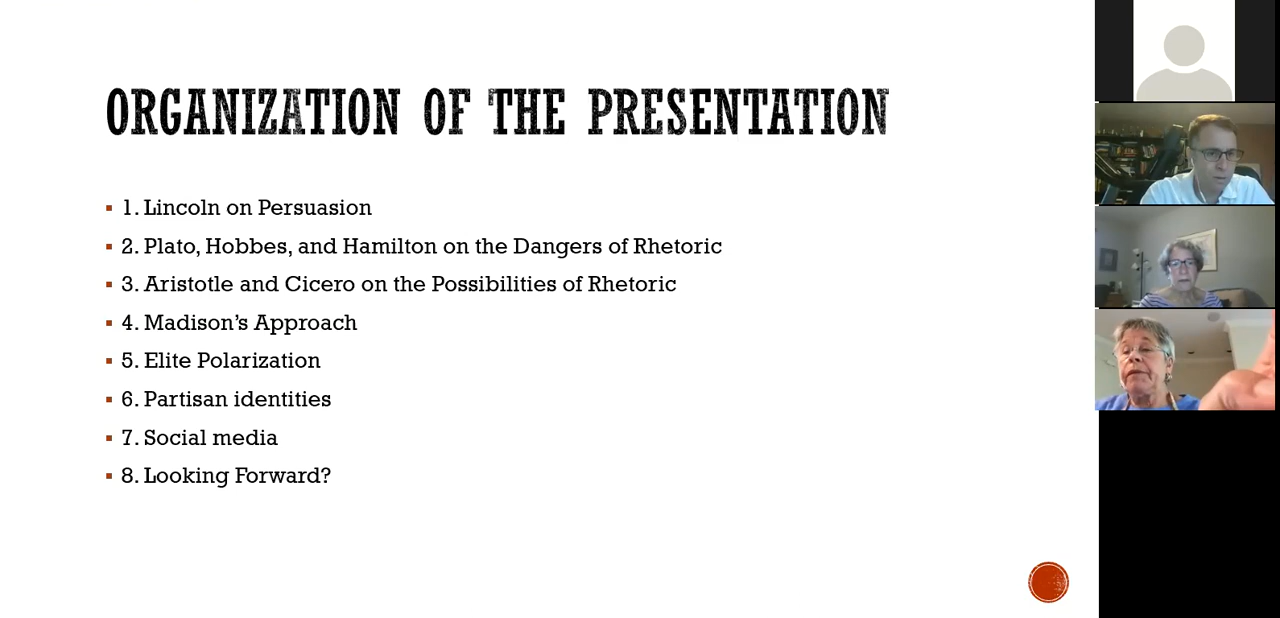 ORGANIZATION OF THE PRESENTATION
1. Lincoln on Persuasion
2. Plato, Hobbes, and Hamilton on the Dangers of Rhetoric
3. Aristotle and Cicero on the Possibilities of Rhetoric
4. Madison’s Approach
5. Elite Polarization
6. Partisan identities
7. Social media
8. Looking Forward?